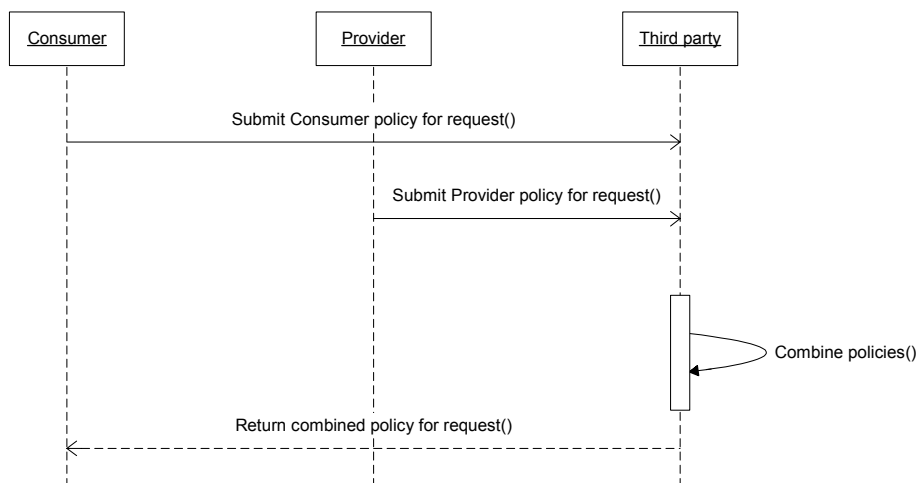 Consumer
Provider
Third party
Submit Consumer policy for request()
Submit Provider policy for request()
Combine policies()
Return combined policy for request()